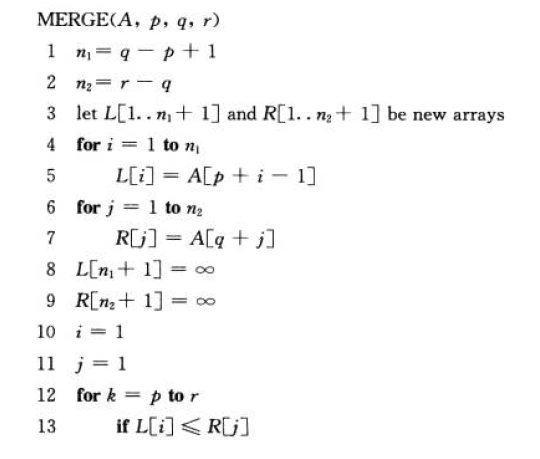 MERGE(A, p, q, r)
1 n₁ = q − p + 1
2 n₂ = r − q
3 let L[1..n₁ + 1] and R[1..n₂ + 1] be new arrays
4 for i = 1 to n₁
5 L[i] = A[p + i − 1]
6 for j = 1 to n₂
7 R[j] = A[q + j]
8 L[n₁ + 1] = ∞
9 R[n₂ + 1] = ∞
10 i = 1
11 j = 1
12 for k = p to r
13 if L[i] ⩽ R[j]